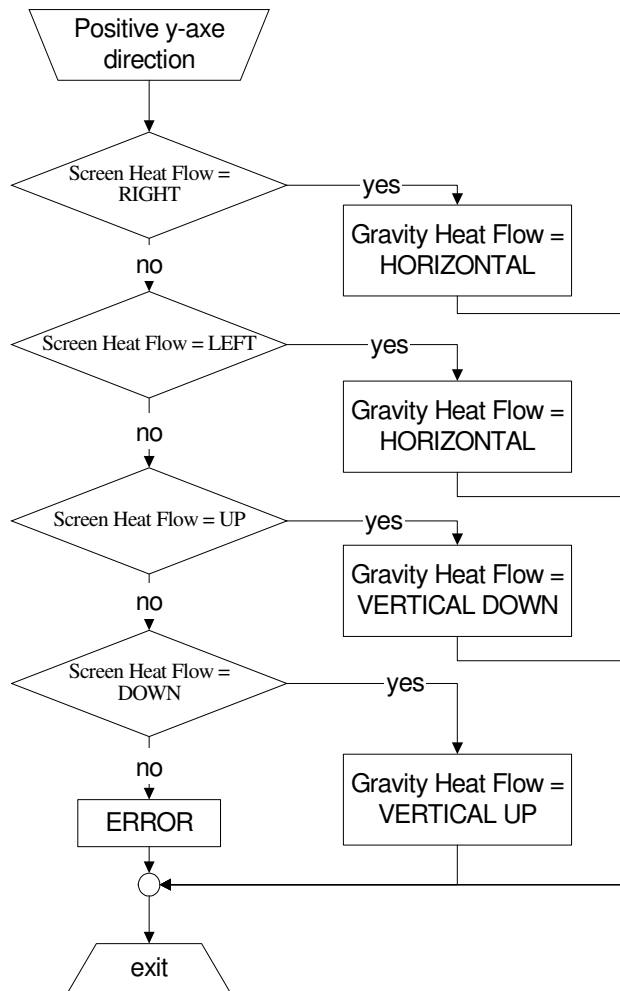 Positive y-axe
direction
Screen Heat Flow =
RIGHT
yes
Gravity Heat Flow =
HORIZONTAL
no
Screen Heat Flow = LEFT
yes
Gravity Heat Flow =
HORIZONTAL
no
Screen Heat Flow = UP
yes
Gravity Heat Flow =
VERTICAL DOWN
no
Screen Heat Flow =
DOWN
yes
Gravity Heat Flow =
VERTICAL UP
no
ERROR
exit